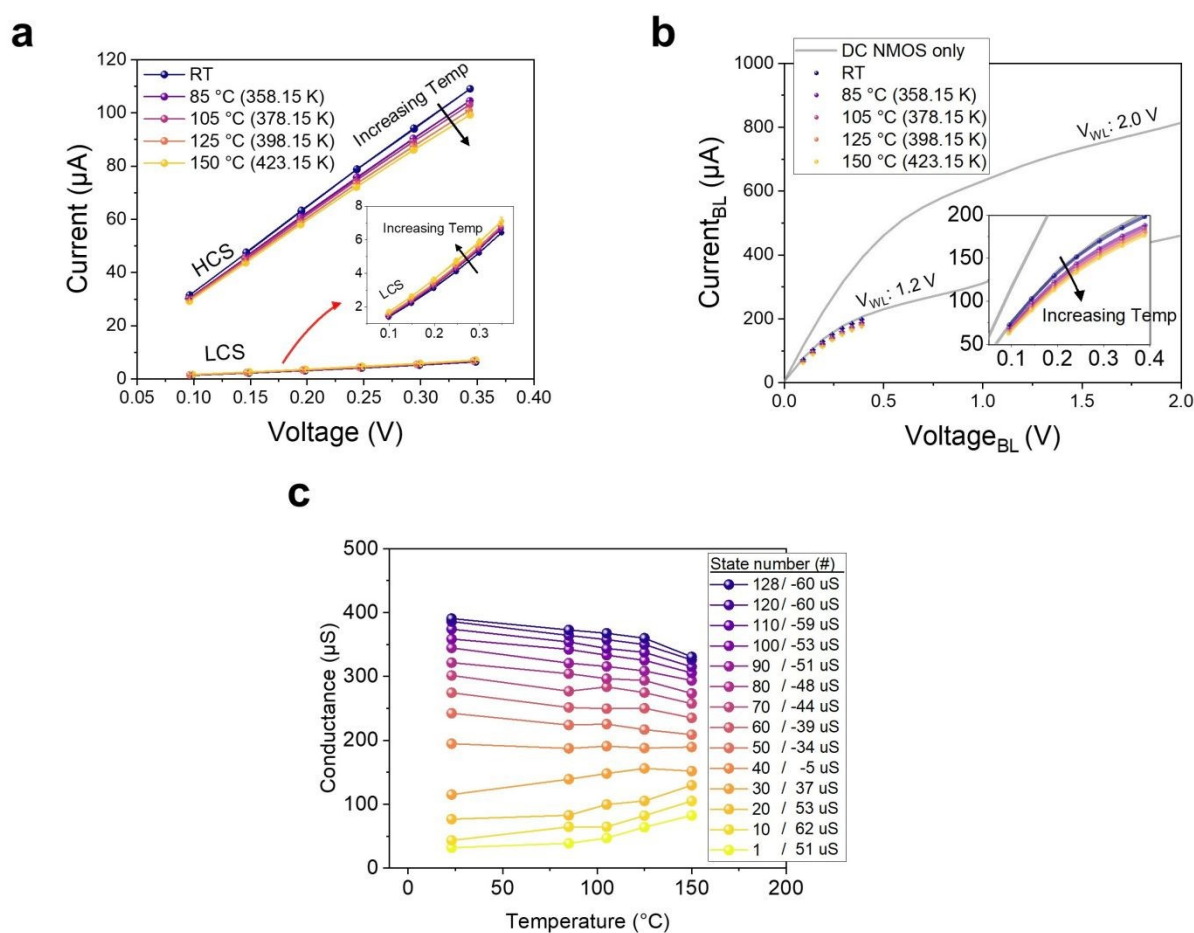 a
120
100
80
60
40
20
0
Current (µA)
RT
85 °C (358.15 K)
105 °C (378.15 K)
125 °C (398.15 K)
150 °C (423.15 K)
Increasing Temp
HCS
LCS
8
6
4
2
Increasing Temp
LCS
0.1 0.2 0.3
0.05 0.10 0.15 0.20 0.25 0.30 0.35 0.40
Voltage (V)
b
1000
800
600
400
200
0
Current_BL (µA)
DC NMOS only
RT
85 °C (358.15 K)
105 °C (378.15 K)
125 °C (398.15 K)
150 °C (423.15 K)
V_WL: 2.0 V
V_WL: 1.2 V
200
150
100
50
Increasing Temp
0.1 0.2 0.3 0.4
0.0 0.5 1.0 1.5 2.0
Voltage_BL (V)
c
500
400
300
200
100
0
Conductance (µS)
State number (#)
128 / -60 uS
120 / -60 uS
110 / -59 uS
100 / -53 uS
90 / -51 uS
80 / -48 uS
70 / -44 uS
60 / -39 uS
50 / -34 uS
40 / -5 uS
30 / 37 uS
20 / 53 uS
10 / 62 uS
1 / 51 uS
0 50 100 150 200
Temperature (°C)